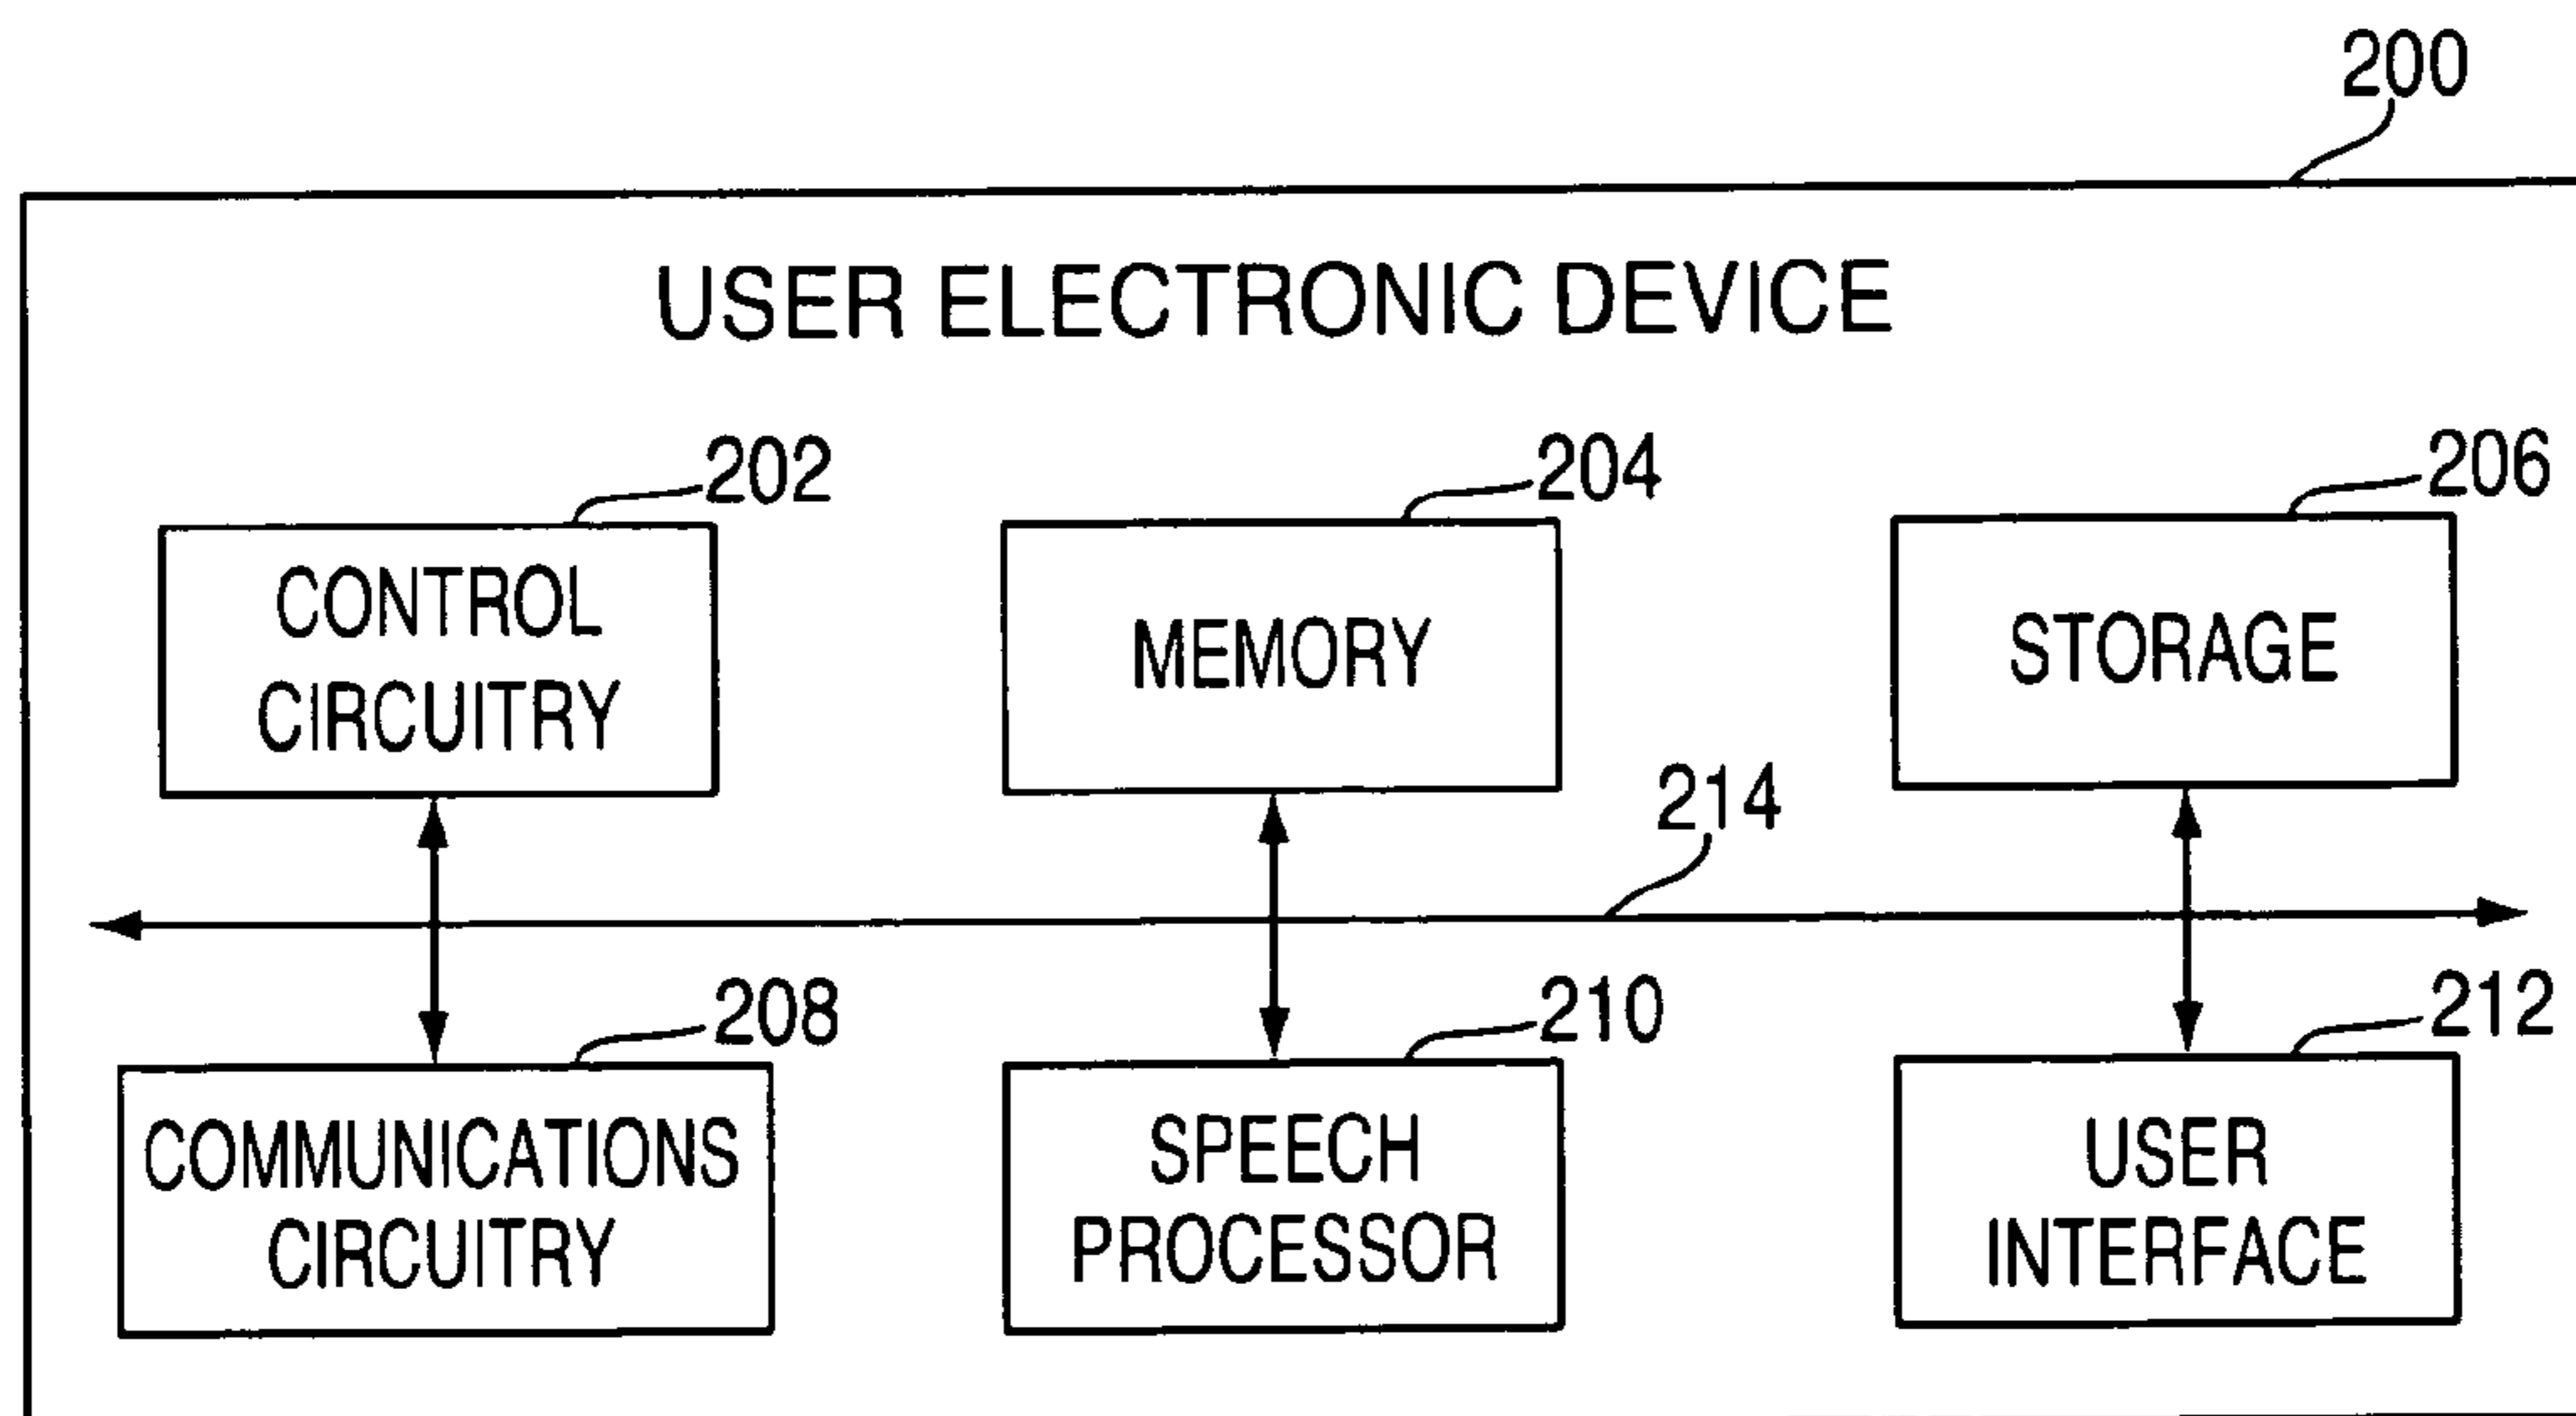 200
USER ELECTRONIC DEVICE
202
204
206
CONTROL
CIRCUITRY
MEMORY
STORAGE
214
208
210
212
COMMUNICATIONS
CIRCUITRY
SPEECH
PROCESSOR
USER
INTERFACE